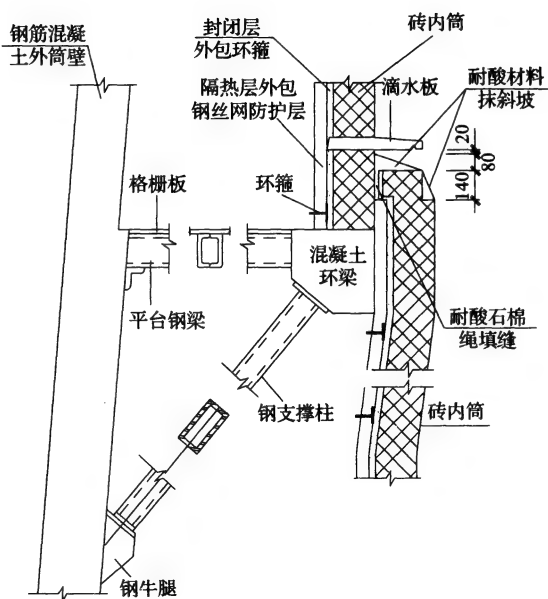 钢筋混凝
土外筒壁
封闭层
外包环箍
砖内筒
隔热层外包
钢丝网防护层
滴水板
耐酸材料
抹斜坡
20
80
140
格栅板
环箍
混凝土
环梁
平台钢梁
耐酸石棉
绳填缝
钢支撑柱
砖内筒
钢牛腿